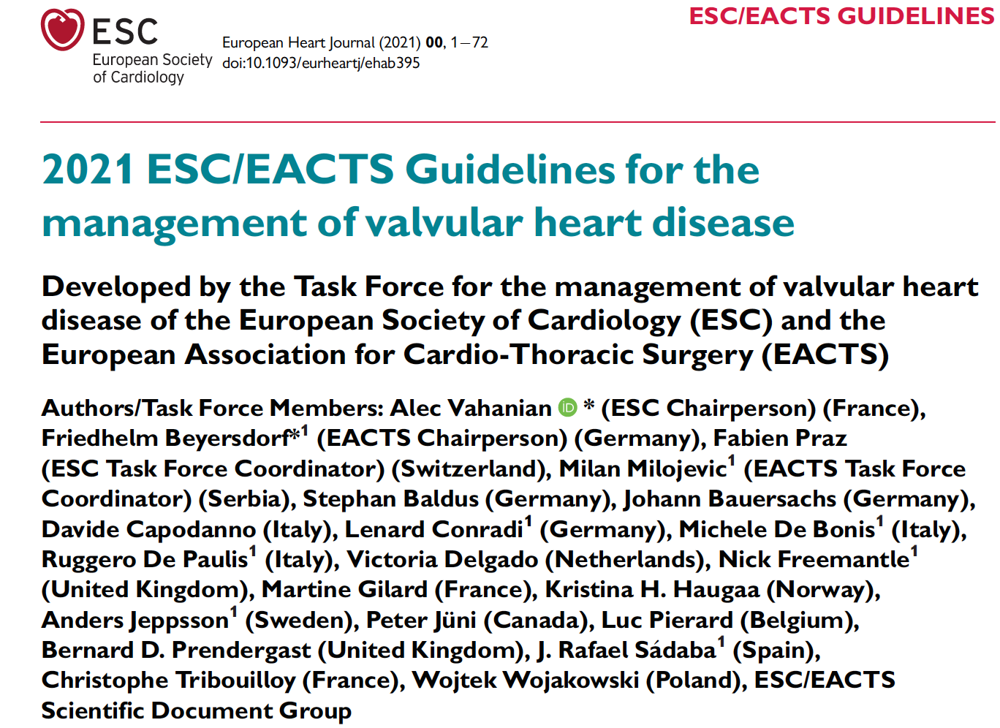 ESC
European Society
of Cardiology
European Heart Journal (2021) 00, 1–72
doi:10.1093/eurheartj/ehab395
ESC/EACTS GUIDELINES
2021 ESC/EACTS Guidelines for the
management of valvular heart disease
Developed by the Task Force for the management of valvular heart
disease of the European Society of Cardiology (ESC) and the
European Association for Cardio-Thoracic Surgery (EACTS)
Authors/Task Force Members: Alec Vahanian iD * (ESC Chairperson) (France),
Friedhelm Beyersdorf*1 (EACTS Chairperson) (Germany), Fabien Praz
(ESC Task Force Coordinator) (Switzerland), Milan Milojevic1 (EACTS Task Force
Coordinator) (Serbia), Stephan Baldus (Germany), Johann Bauersachs (Germany),
Davide Capodanno (Italy), Lenard Conradi1 (Germany), Michele De Bonis1 (Italy),
Ruggero De Paulis1 (Italy), Victoria Delgado (Netherlands), Nick Freemantle1
(United Kingdom), Martine Gilard (France), Kristina H. Haugaa (Norway),
Anders Jeppsson1 (Sweden), Peter Jüni (Canada), Luc Pierard (Belgium),
Bernard D. Prendergast (United Kingdom), J. Rafael Sádaba1 (Spain),
Christophe Tribouilloy (France), Wojtek Wojakowski (Poland), ESC/EACTS
Scientific Document Group